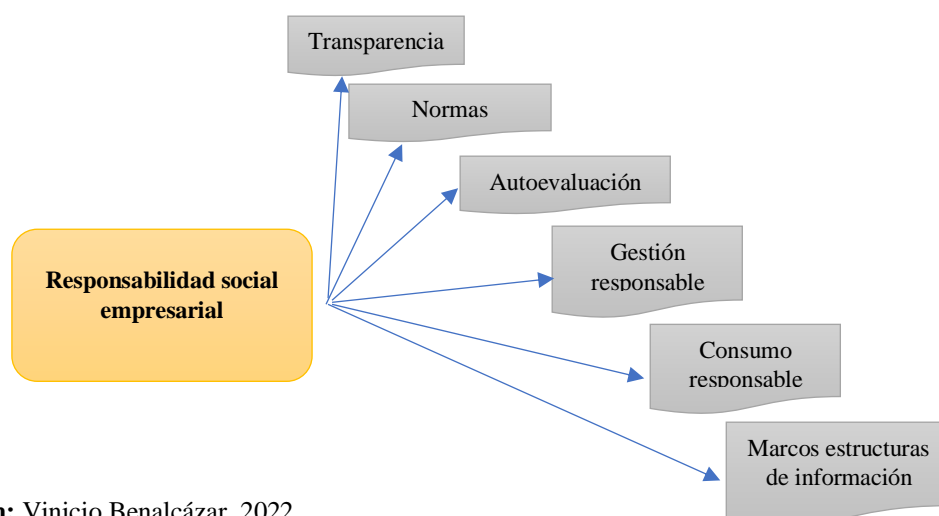 Transparencia
Normas
Autoevaluación
Gestión
responsable
Responsabilidad social
empresarial
Consumo
responsable
Marcos estructuras
de información
Vinicio Benalcázar, 2022